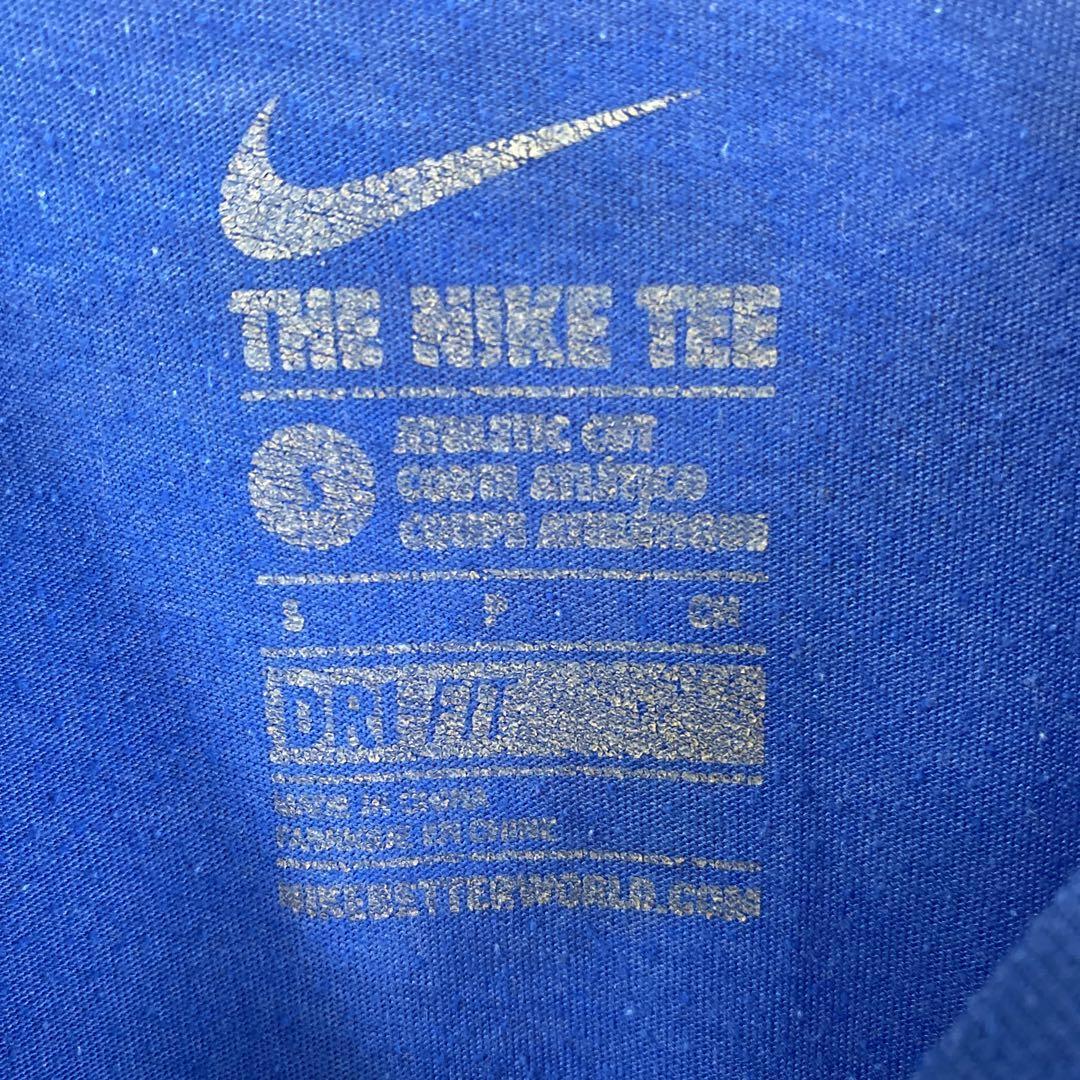 THE NIKE TEE
S
ATHLETIC CUT
CORTE ATLÉTICO
COUPE ATHLÉTIQUE
S P CH
DRI-FIT
MADE IN CHINA
FABRIQUÉ EN CHINE
NIKEBETTERWORLD.COM